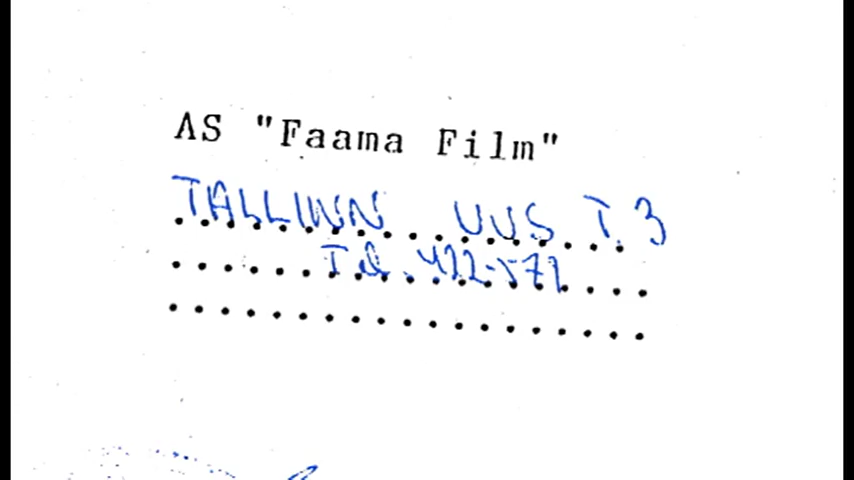 AS "Faama Film"
TALLINN UUS T. 3
Tel. 422-571